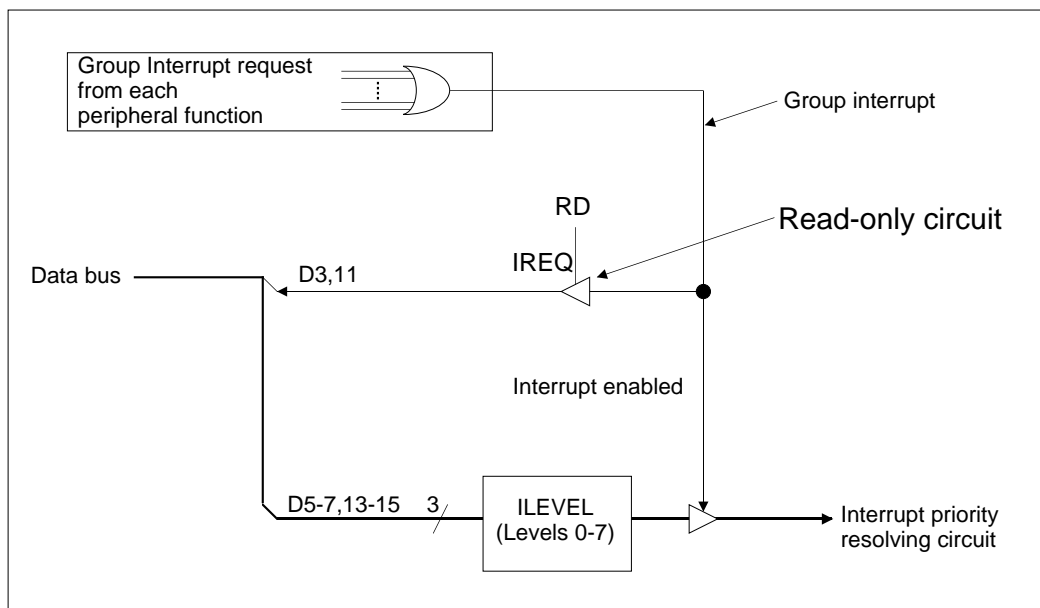 Group Interrupt request
from each
peripheral function
Group interrupt
RD
Read-only circuit
IREQ
Data bus
D3,11
Interrupt enabled
D5-7,13-15
3
ILEVEL
(Levels 0-7)
Interrupt priority
resolving circuit